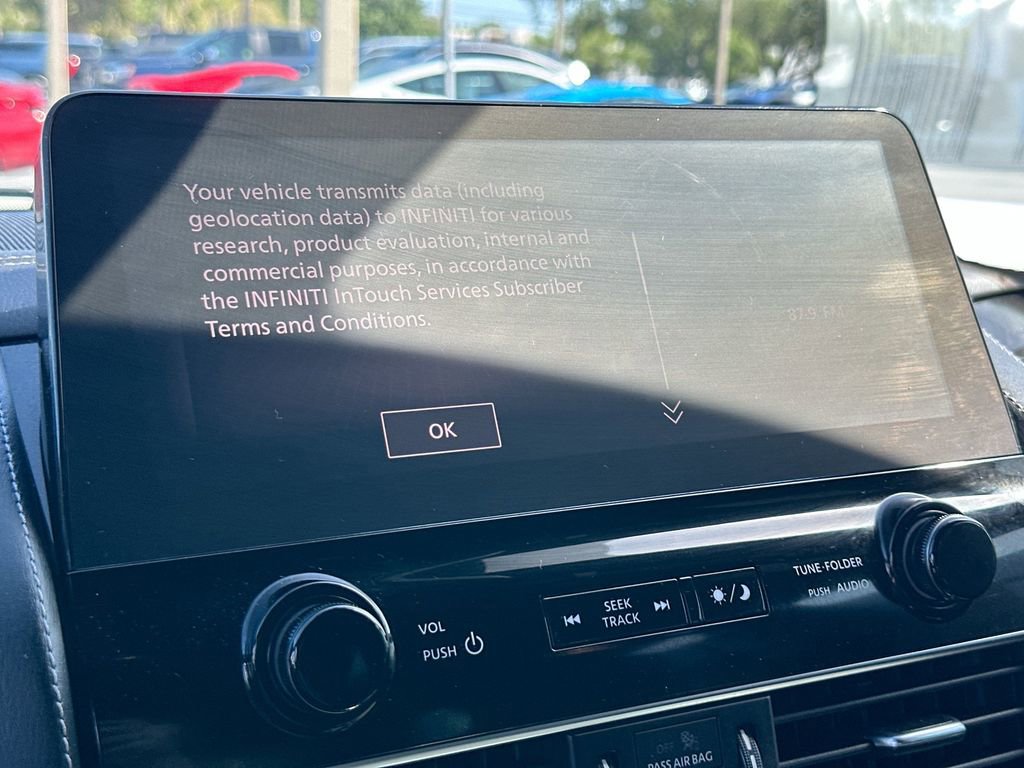 Your vehicle transmits data (including
geolocation data) to INFINITI for various
research, product evaluation, internal and
commercial purposes, in accordance with
the INFINITI InTouch Services Subscriber
Terms and Conditions.
87.9 FM
OK
TUNE·FOLDER
PUSH AUDIO
SEEK
TRACK
VOL
PUSH
OFF
PASS AIR BAG